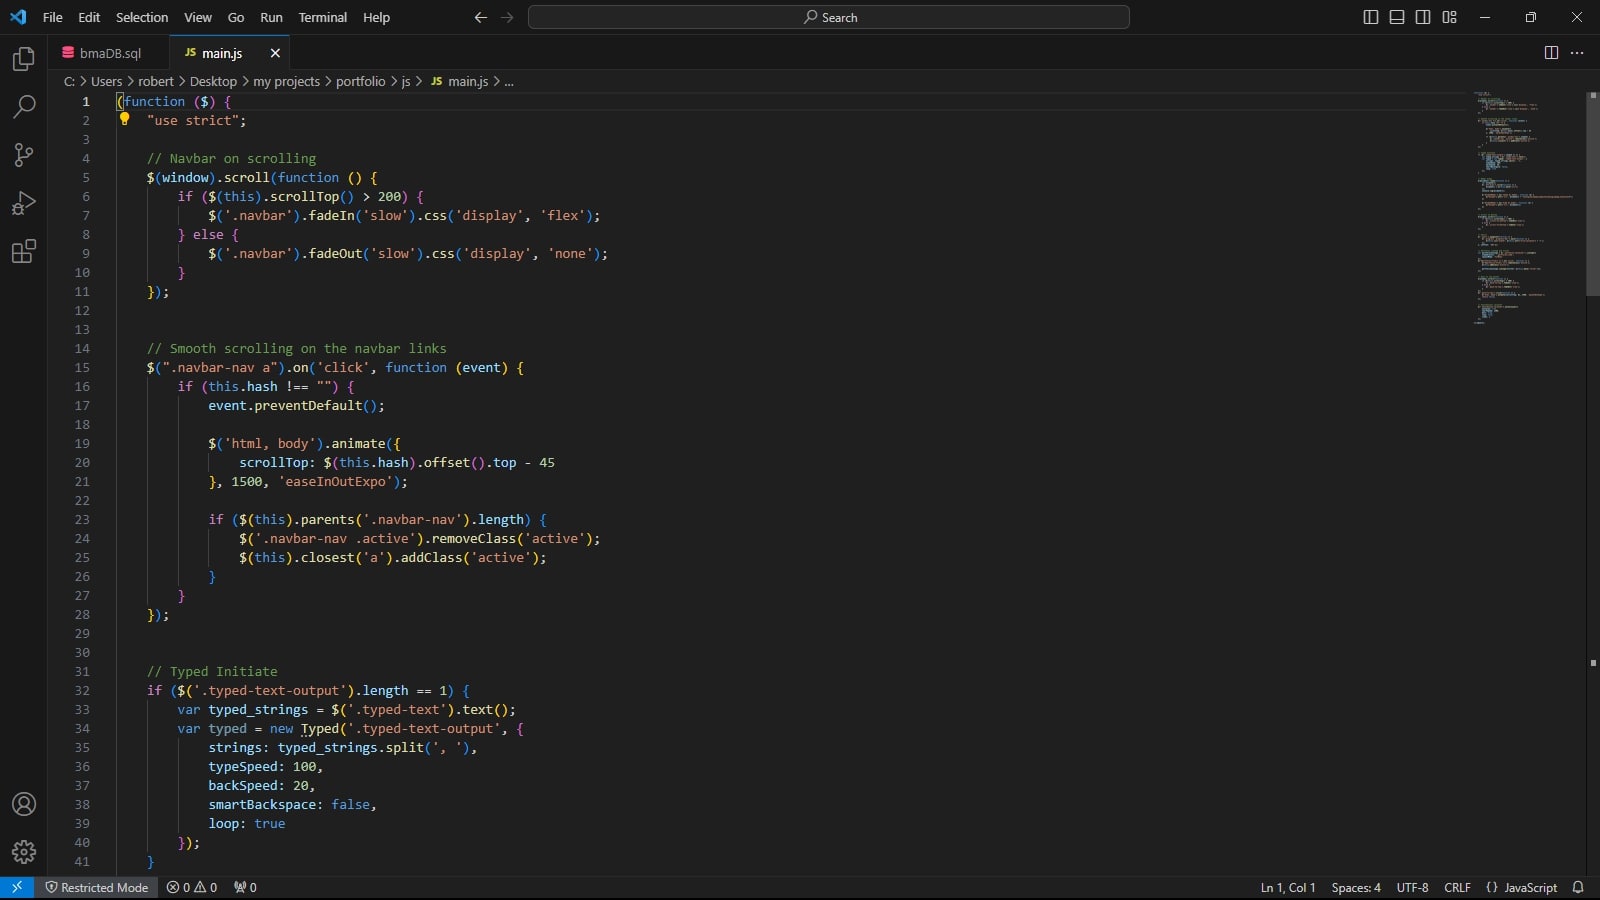 File Edit Selection View Go Run Terminal Help Search
bmaDB.sql JS main.js
C: > Users > robert > Desktop > my projects > portfolio > js > JS main.js > ...
1 (function ($) {
2 "use strict";
3
4 // Navbar on scrolling
5 $(window).scroll(function () {
6 if ($(this).scrollTop() > 200) {
7 $('.navbar').fadeIn('slow').css('display', 'flex');
8 } else {
9 $('.navbar').fadeOut('slow').css('display', 'none');
10 }
11 });
12
13
14 // Smooth scrolling on the navbar links
15 $(".navbar-nav a").on('click', function (event) {
16 if (this.hash !== "") {
17 event.preventDefault();
18
19 $('html, body').animate({
20 scrollTop: $(this.hash).offset().top - 45
21 }, 1500, 'easeInOutExpo');
22
23 if ($(this).parents('.navbar-nav').length) {
24 $('.navbar-nav .active').removeClass('active');
25 $(this).closest('a').addClass('active');
26 }
27 }
28 });
29
30
31 // Typed Initiate
32 if ($('.typed-text-output').length == 1) {
33 var typed_strings = $('.typed-text').text();
34 var typed = new Typed('.typed-text-output', {
35 strings: typed_strings.split(', '),
36 typeSpeed: 100,
37 backSpeed: 20,
38 smartBackspace: false,
39 loop: true
40 });
41 }
Restricted Mode 0 0 0 Ln 1, Col 1 Spaces: 4 UTF-8 CRLF {} JavaScript